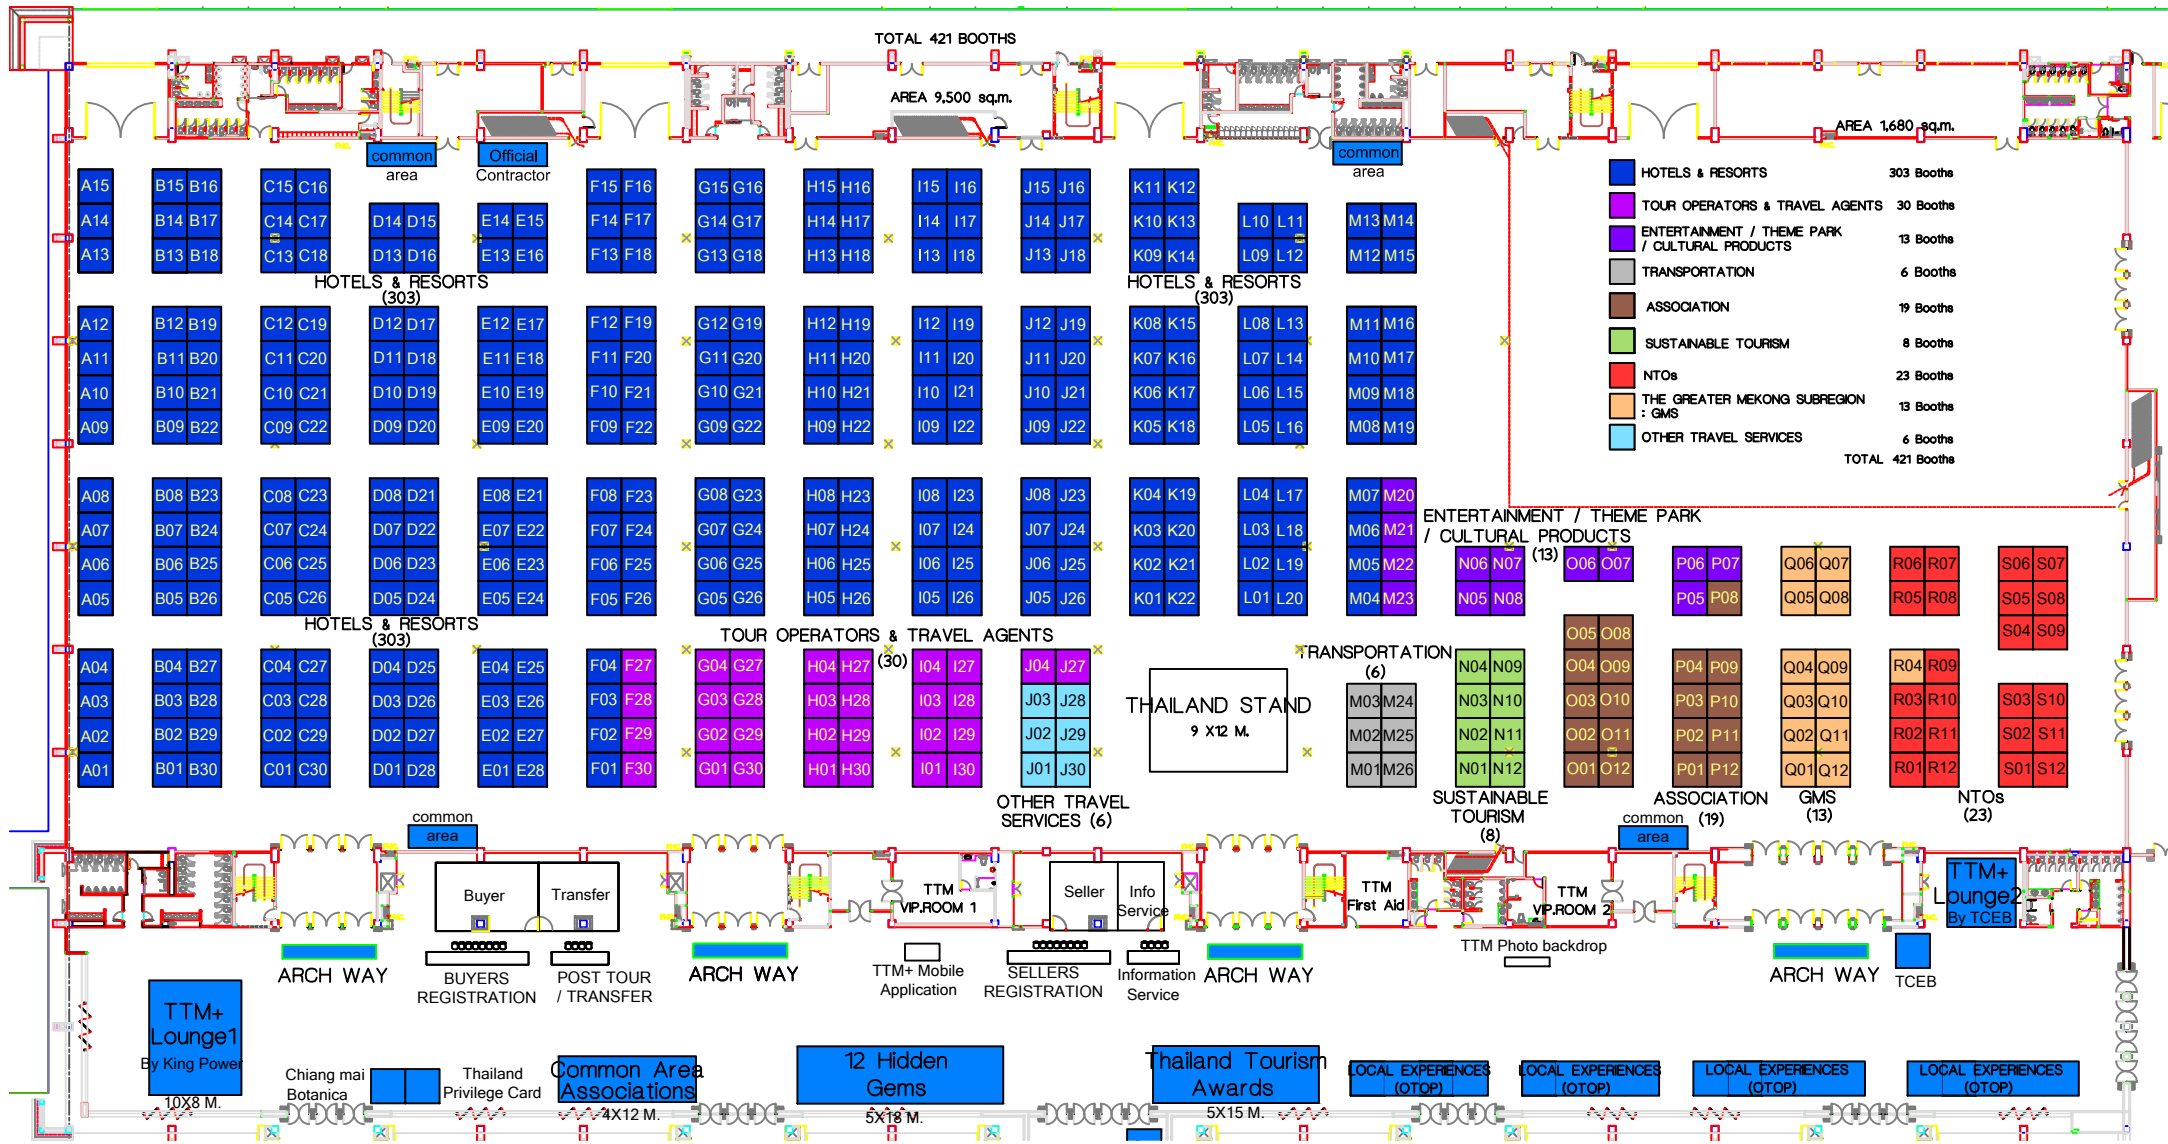 TOTAL 421 BOOTHS
AREA 9,500 sq.m.
AREA 1,680 sq.m.
common
area
Official
Contractor
common
area
HOTELS & RESORTS 303 Booths
TOUR OPERATORS & TRAVEL AGENTS 30 Booths
ENTERTAINMENT / THEME PARK
/ CULTURAL PRODUCTS 13 Booths
TRANSPORTATION 6 Booths
ASSOCIATION 19 Booths
SUSTAINABLE TOURISM 8 Booths
NTOs 23 Booths
THE GREATER MEKONG SUBREGION
: GMS 13 Booths
OTHER TRAVEL SERVICES 6 Booths
TOTAL 421 Booths
A15 B15 B16 C15 C16 F15 F16 G15 G16 H15 H16 I15 I16 J15 J16 K11 K12
A14 B14 B17 C14 C17 D14 D15 E14 E15 F14 F17 G14 G17 H14 H17 I14 I17 J14 J17 K10 K13 L10 L11 M13 M14
A13 B13 B18 C13 C18 D13 D16 E13 E16 F13 F18 G13 G18 H13 H18 I13 I18 J13 J18 K09 K14 L09 L12 M12 M15
HOTELS & RESORTS
(303)
HOTELS & RESORTS
(303)
A12 B12 B19 C12 C19 D12 D17 E12 E17 F12 F19 G12 G19 H12 H19 I12 I19 J12 J19 K08 K15 L08 L13 M11 M16
A11 B11 B20 C11 C20 D11 D18 E11 E18 F11 F20 G11 G20 H11 H20 I11 I20 J11 J20 K07 K16 L07 L14 M10 M17
A10 B10 B21 C10 C21 D10 D19 E10 E19 F10 F21 G10 G21 H10 H21 I10 I21 J10 J21 K06 K17 L06 L15 M09 M18
A09 B09 B22 C09 C22 D09 D20 E09 E20 F09 F22 G09 G22 H09 H22 I09 I22 J09 J22 K05 K18 L05 L16 M08 M19
A08 B08 B23 C08 C23 D08 D21 E08 E21 F08 F23 G08 G23 H08 H23 I08 I23 J08 J23 K04 K19 L04 L17 M07 M20
A07 B07 B24 C07 C24 D07 D22 E07 E22 F07 F24 G07 G24 H07 H24 I07 I24 J07 J24 K03 K20 L03 L18 M06 M21
ENTERTAINMENT / THEME PARK
/ CULTURAL PRODUCTS
(13)
A06 B06 B25 C06 C25 D06 D23 E06 E23 F06 F25 G06 G25 H06 H25 I06 I25 J06 J25 K02 K21 L02 L19 M05 M22 N06 N07 O06 O07 P06 P07 Q06 Q07 R06 R07 S06 S07
A05 B05 B26 C05 C26 D05 D24 E05 E24 F05 F26 G05 G26 H05 H26 I05 I26 J05 J26 K01 K22 L01 L20 M04 M23 N05 N08 P05 P08 Q05 Q08 R05 R08 S05 S08
O05 O08 S04 S09
HOTELS & RESORTS
(303)
TOUR OPERATORS & TRAVEL AGENTS
(30)
TRANSPORTATION
(6)
A04 B04 B27 C04 C27 D04 D25 E04 E25 F04 F27 G04 G27 H04 H27 I04 I27 J04 J27 N04 N09 O04 O09 P04 P09 Q04 Q09 R04 R09
A03 B03 B28 C03 C28 D03 D26 E03 E26 F03 F28 G03 G28 H03 H28 I03 I28 J03 J28 M03 M24 N03 N10 O03 O10 P03 P10 Q03 Q10 R03 R10 S03 S10
A02 B02 B29 C02 C29 D02 D27 E02 E27 F02 F29 G02 G29 H02 H29 I02 I29 J02 J29 M02 M25 N02 N11 O02 O11 P02 P11 Q02 Q11 R02 R11 S02 S11
A01 B01 B30 C01 C30 D01 D28 E01 E28 F01 F30 G01 G30 H01 H30 I01 I30 J01 J30 M01 M26 N01 N12 O01 O12 P01 P12 Q01 Q12 R01 R12 S01 S12
THAILAND STAND
9 X12 M.
OTHER TRAVEL
SERVICES (6)
SUSTAINABLE
TOURISM
(8)
ASSOCIATION
(19)
GMS
(13)
NTOs
(23)
common
area
common
area
Buyer
Transfer
TTM
VIP.ROOM 1
Seller
Info
Service
TTM
First Aid
TTM
VIP.ROOM 2
TTM+
Lounge2
By TCEB
ARCH WAY
BUYERS
REGISTRATION
POST TOUR
/ TRANSFER
ARCH WAY
TTM+ Mobile
Application
SELLERS
REGISTRATION
Information
Service
ARCH WAY
TTM Photo backdrop
ARCH WAY
TCEB
TTM+
Lounge1
By King Power
10X8 M.
Chiang mai
Botanica
Thailand
Privilege Card
Common Area
Associations
4X12 M.
12 Hidden
Gems
5X18 M.
Thailand Tourism
Awards
5X15 M.
LOCAL EXPERIENCES
(OTOP)
LOCAL EXPERIENCES
(OTOP)
LOCAL EXPERIENCES
(OTOP)
LOCAL EXPERIENCES
(OTOP)